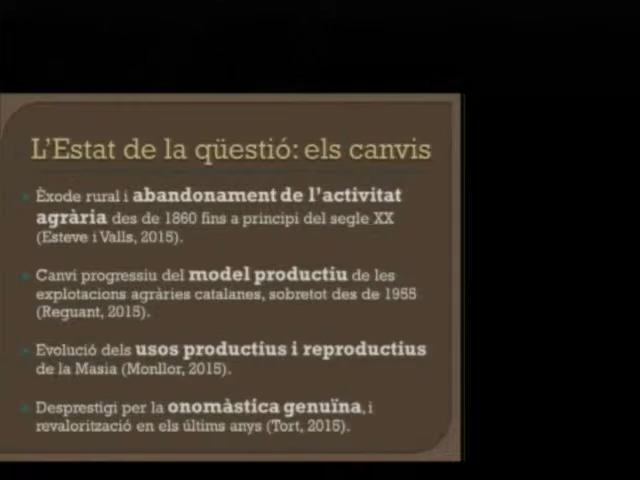 L'Estat de la qüestió: els canvis
Èxode rural i abandonament de l'activitat
agrària des de 1860 fins a principi del segle XX
(Esteve i Valls, 2015).
Canvi progressiu del model productiu de les
explotacions agràries catalanes, sobretot des de 1955
(Reguant, 2015).
Evolució dels usos productius i reproductius
de la Masia (Monllor, 2015).
Desprestigi per la onomàstica genuïna, i
revalorització en els últims anys (Tort, 2015).